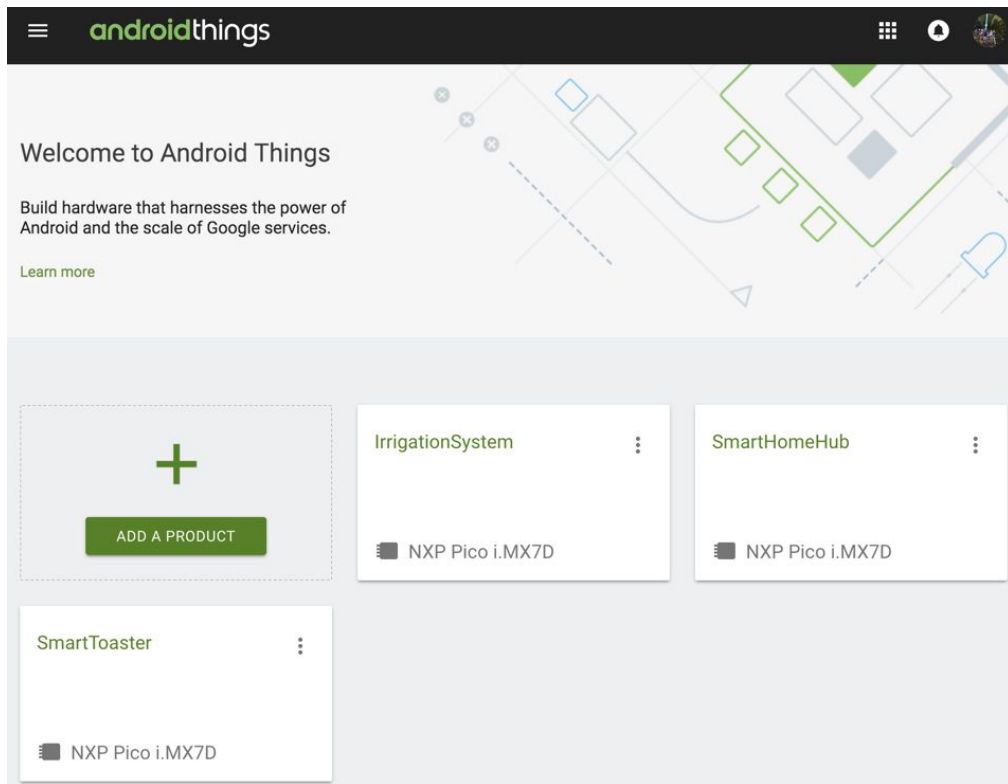 androidthings
Welcome to Android Things
Build hardware that harnesses the power of
Android and the scale of Google services.
Learn more
ADD A PRODUCT
IrrigationSystem
NXP Pico i.MX7D
SmartHomeHub
NXP Pico i.MX7D
SmartToaster
NXP Pico i.MX7D